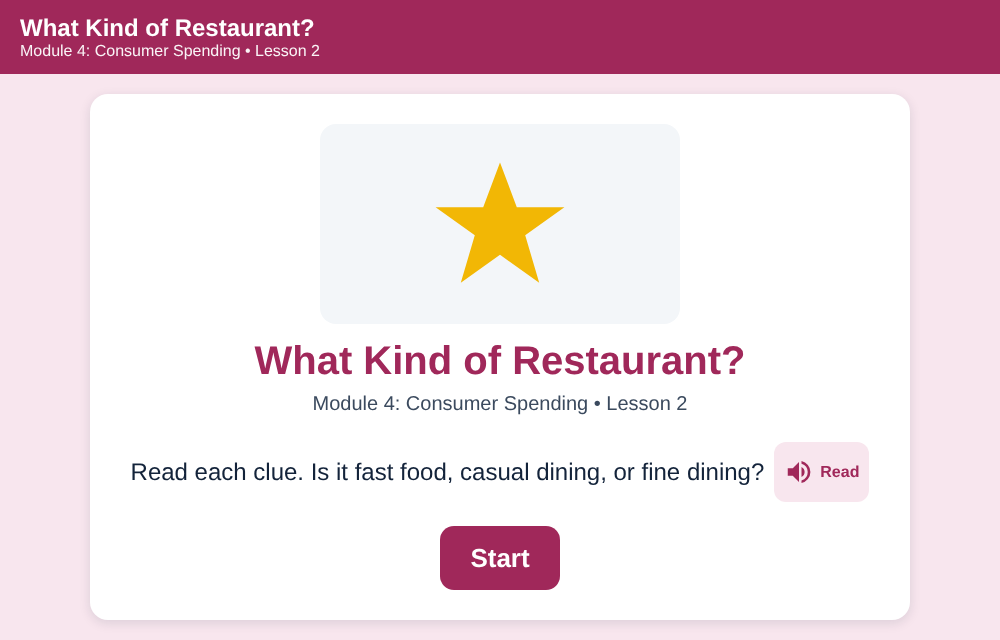 What Kind of Restaurant?
Module 4: Consumer Spending • Lesson 2
What Kind of Restaurant?
Module 4: Consumer Spending • Lesson 2
Read each clue. Is it fast food, casual dining, or fine dining?
Read
Start